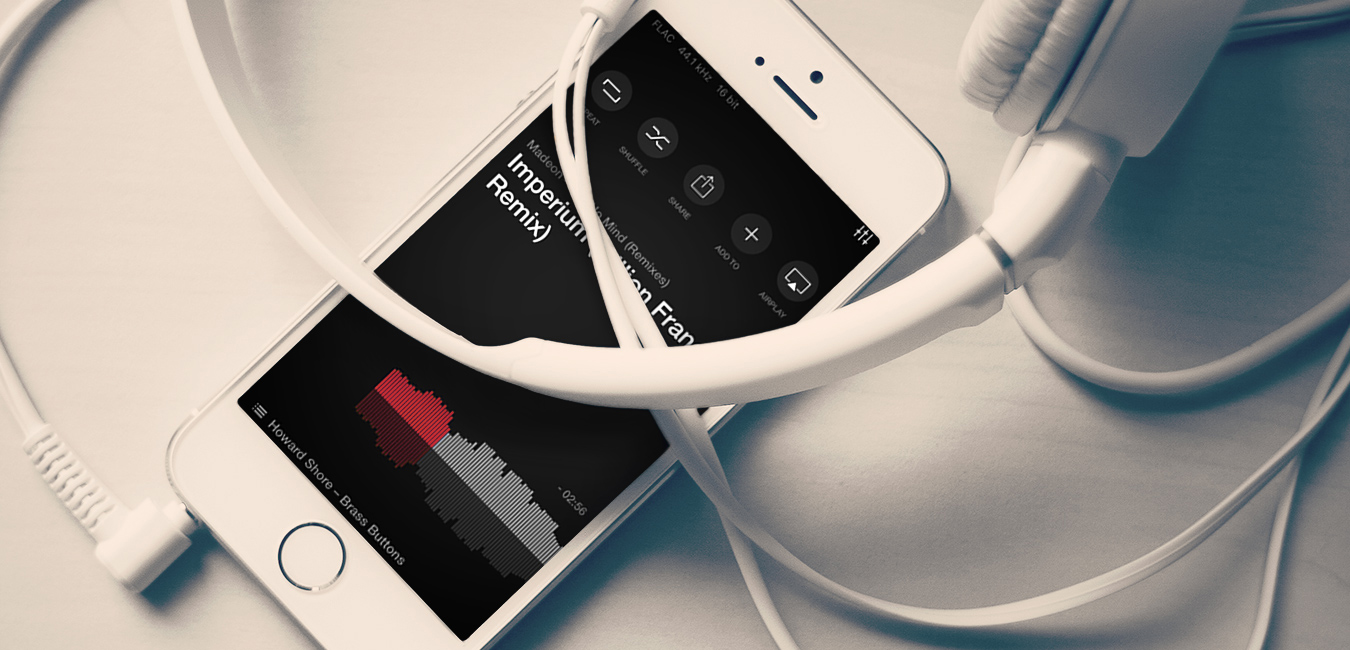 FLAC 44.1 kHz 16 bit
SHUFFLE
SHARE
ADD TO
AIRPLAY
Madeon
Mind (Remixes)
Imperium Fran
Remix)
- 02:56
Howard Shore – Brass Buttons